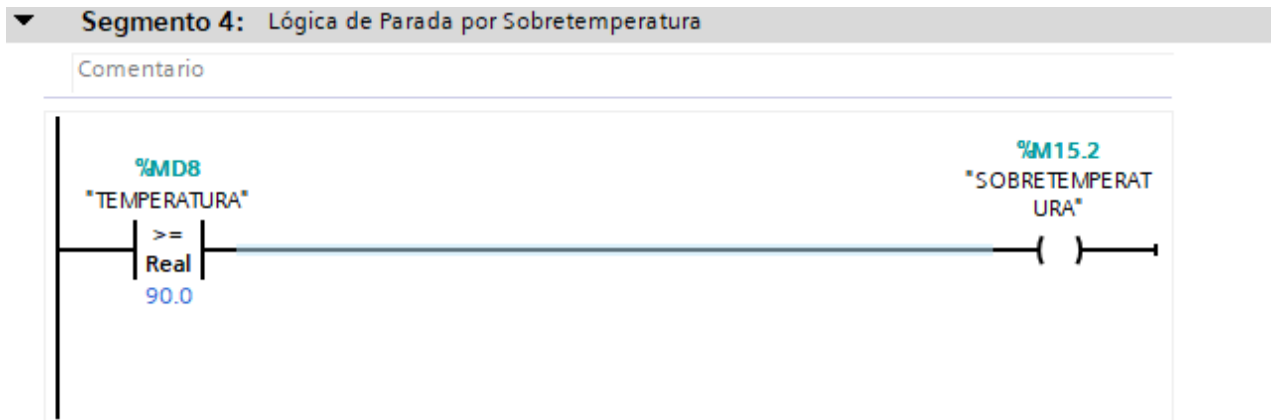 Segmento 4: Lógica de Parada por Sobretemperatura
Comentario
%MD8
"TEMPERATURA"
>=
Real
90.0
%M15.2
"SOBRETEMPERAT
URA"
( )